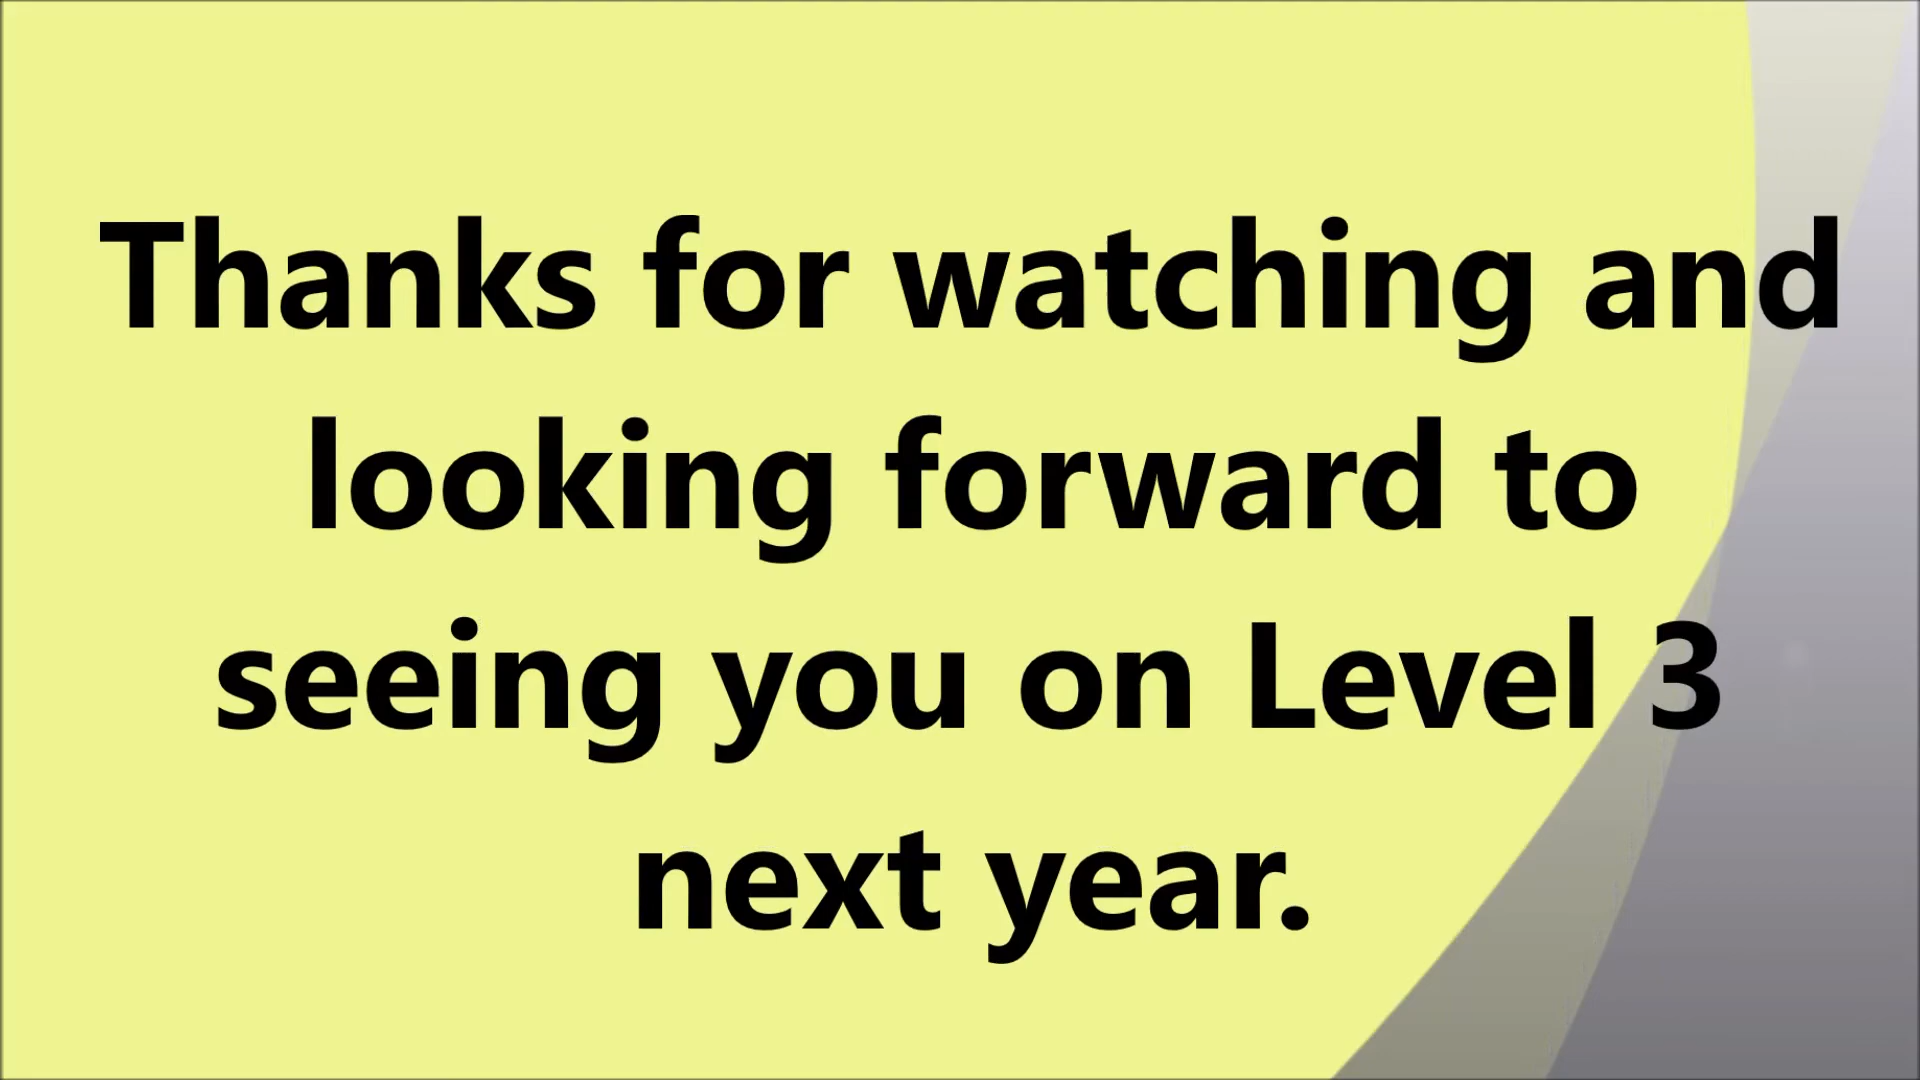 Thanks for watching and
looking forward to
seeing you on Level 3
next year.